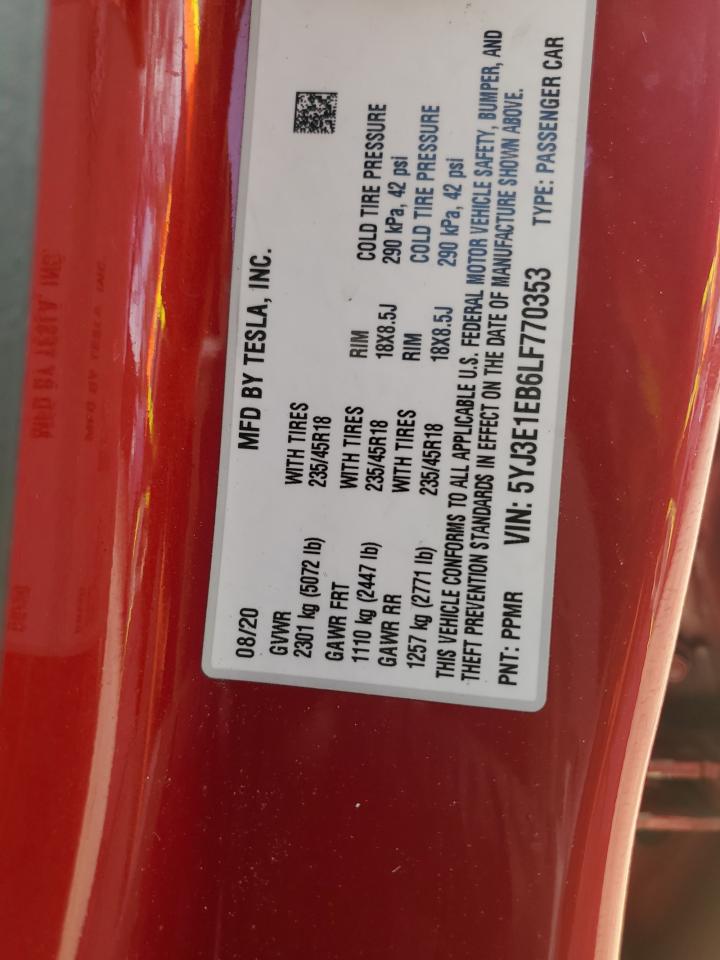 MFD BY TESLA, INC.
08/20
GVWR
2301 kg (5072 lb)
WITH TIRES
235/45R18
GAWR FRT
1110 kg (2447 lb)
WITH TIRES
235/45R18
RIM
18X8.5J
COLD TIRE PRESSURE
290 kPa, 42 psi
GAWR RR
1257 kg (2771 lb)
WITH TIRES
235/45R18
RIM
18X8.5J
COLD TIRE PRESSURE
290 kPa, 42 psi
THIS VEHICLE CONFORMS TO ALL APPLICABLE U.S. FEDERAL MOTOR VEHICLE SAFETY, BUMPER, AND
THEFT PREVENTION STANDARDS IN EFFECT ON THE DATE OF MANUFACTURE SHOWN ABOVE.
PNT: PPMR VIN: 5YJ3E1EB6LF770353 TYPE: PASSENGER CAR